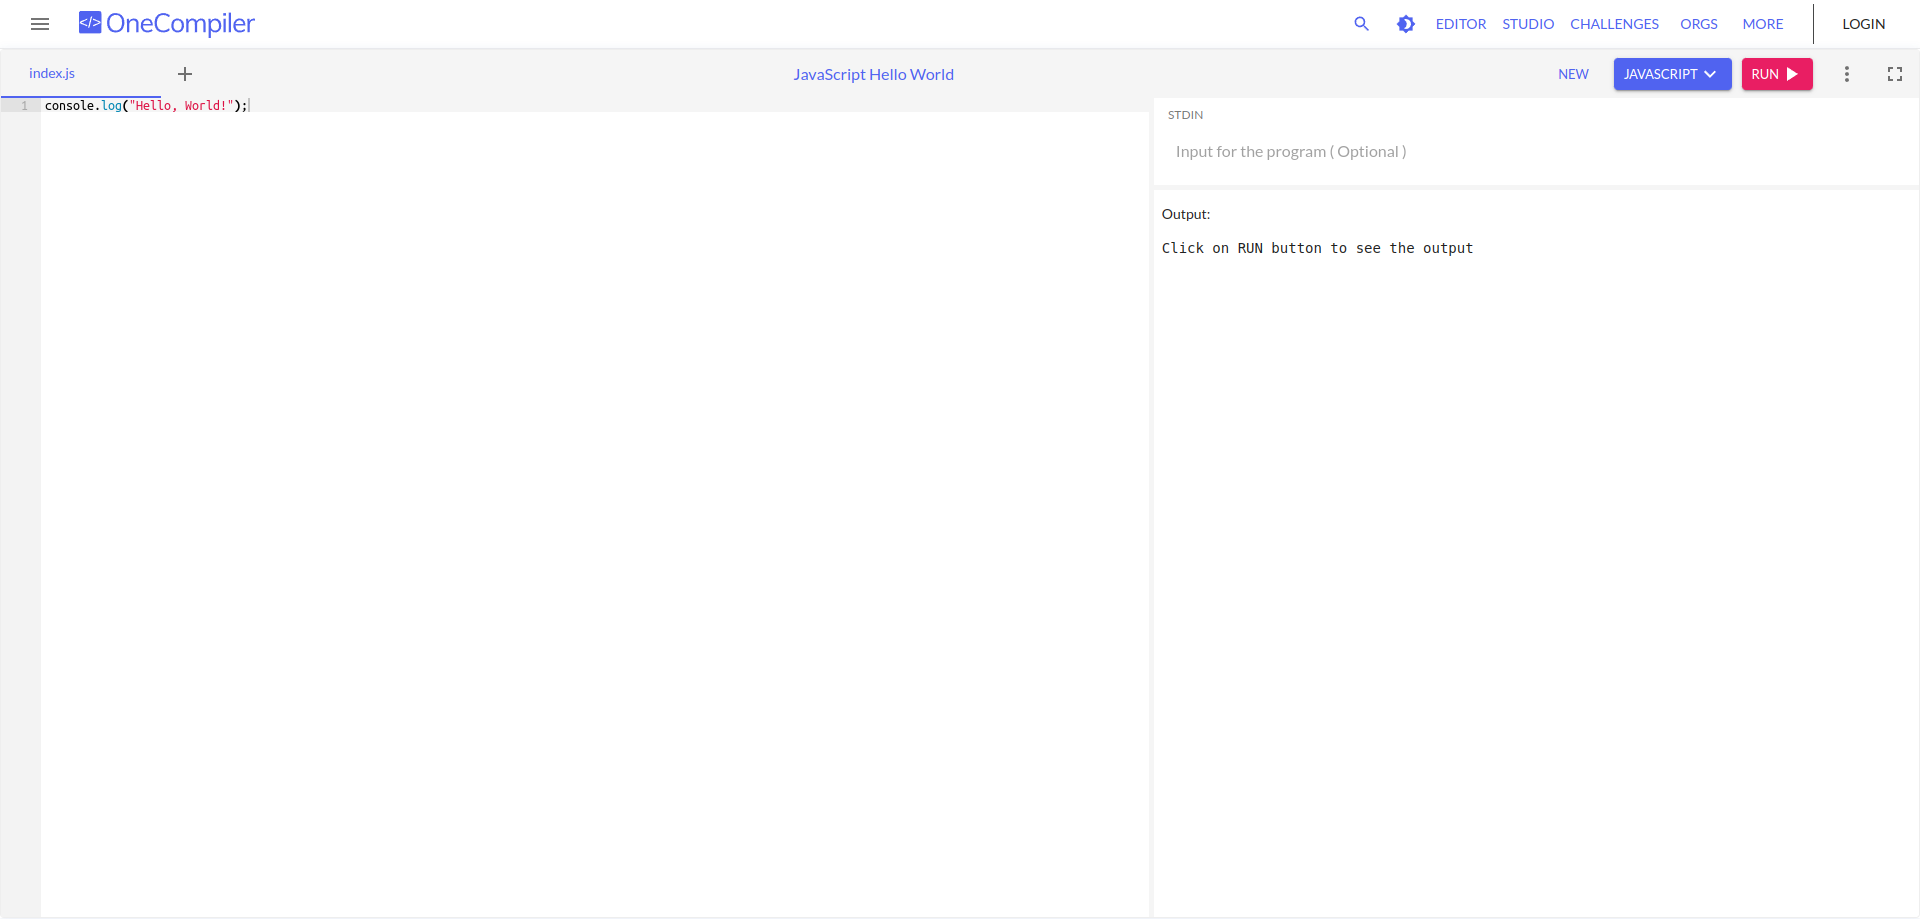 </> OneCompiler
EDITOR STUDIO CHALLENGES ORGS MORE LOGIN
index.js
JavaScript Hello World
NEW JAVASCRIPT RUN
1 console.log("Hello, World!");
STDIN
Input for the program ( Optional )
Output:
Click on RUN button to see the output